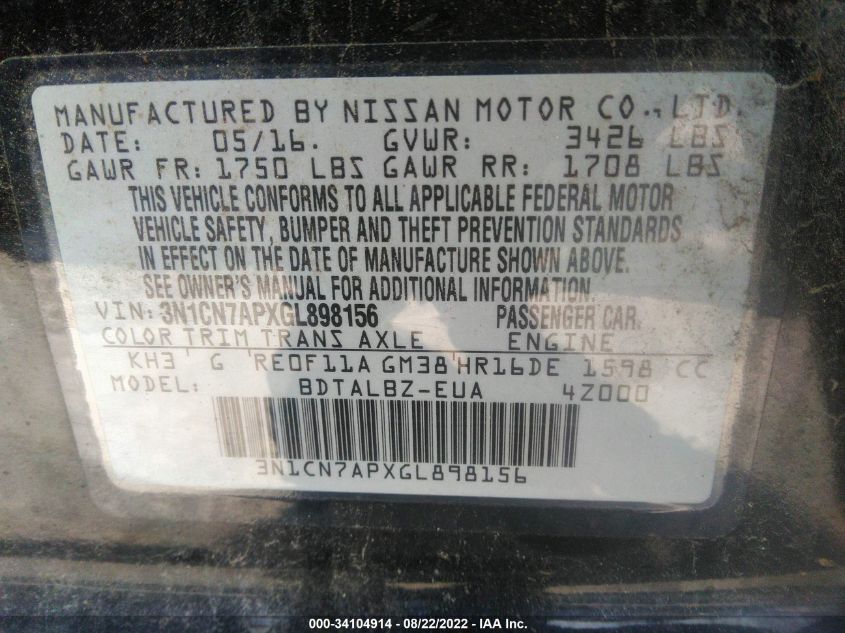 MANUFACTURED BY NISSAN MOTOR CO., LTD.
DATE: 05/16. GVWR: 3426 LBS
GAWR FR: 1750 LBS GAWR RR: 1708 LBS
THIS VEHICLE CONFORMS TO ALL APPLICABLE FEDERAL MOTOR
VEHICLE SAFETY, BUMPER AND THEFT PREVENTION STANDARDS
IN EFFECT ON THE DATE OF MANUFACTURE SHOWN ABOVE.
SEE OWNER'S MANUAL FOR ADDITIONAL INFORMATION.
VIN: 3N1CN7APXGL898156 PASSENGER CAR
COLOR TRIM TRANS AXLE ENGINE
KH3 G RE0F11A GM38 HR16DE 1598 CC
MODEL: BDTALBZ-EUA 4Z000
3N1CN7APXGL898156
000-34104914 - 08/22/2022 - IAA Inc.